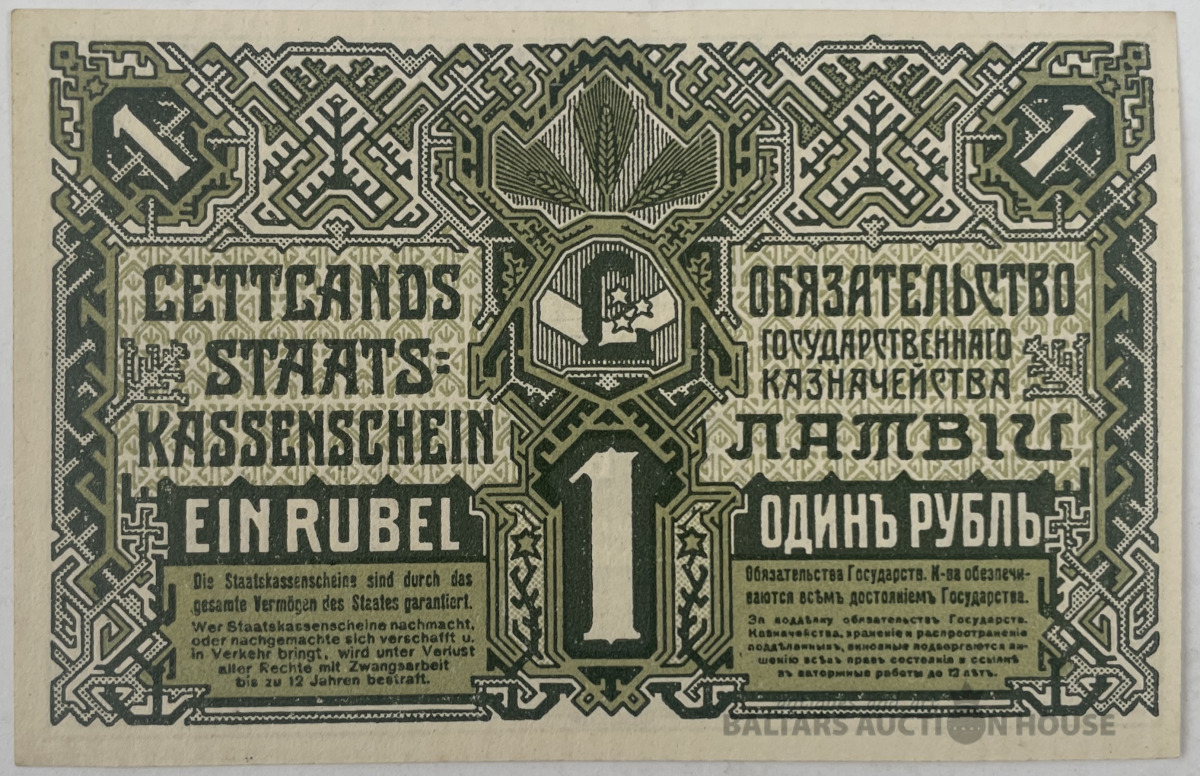 1
1
LETTLANDS
STAATS=
KASSENSCHEIN
EIN RUBEL
Die Staatskassenscheine sind durch das
gesamte Vermögen des Staates garantiert.
Wer Staatskassenscheine nachmacht,
oder nachgemachte sich verschafft u.
in Verkehr bringt, wird unter Verlust
aller Rechte mit Zwangsarbeit
bis zu 12 Jahren bestraft.
L
1
ОБЯЗАТЕЛЬСТВО
ГОСУДАРСТВЕННАГО
КАЗНАЧЕЙСТВА
ЛАТВІИ
ОДИНЪ РУБЛЬ
Обязательства Государств. К-ва обезпечи-
ваются всѣмъ достояніемъ Государства.
За поддѣлку обязательствъ Государств.
Казначейства, храненіе и распространеніе
поддѣланныхъ, виновные подвергаются ли-
шенію всѣхъ правъ состоянія и ссылкѣ
въ каторжные работы до 12 лѣтъ.
BALTARS AUCTION HOUSE